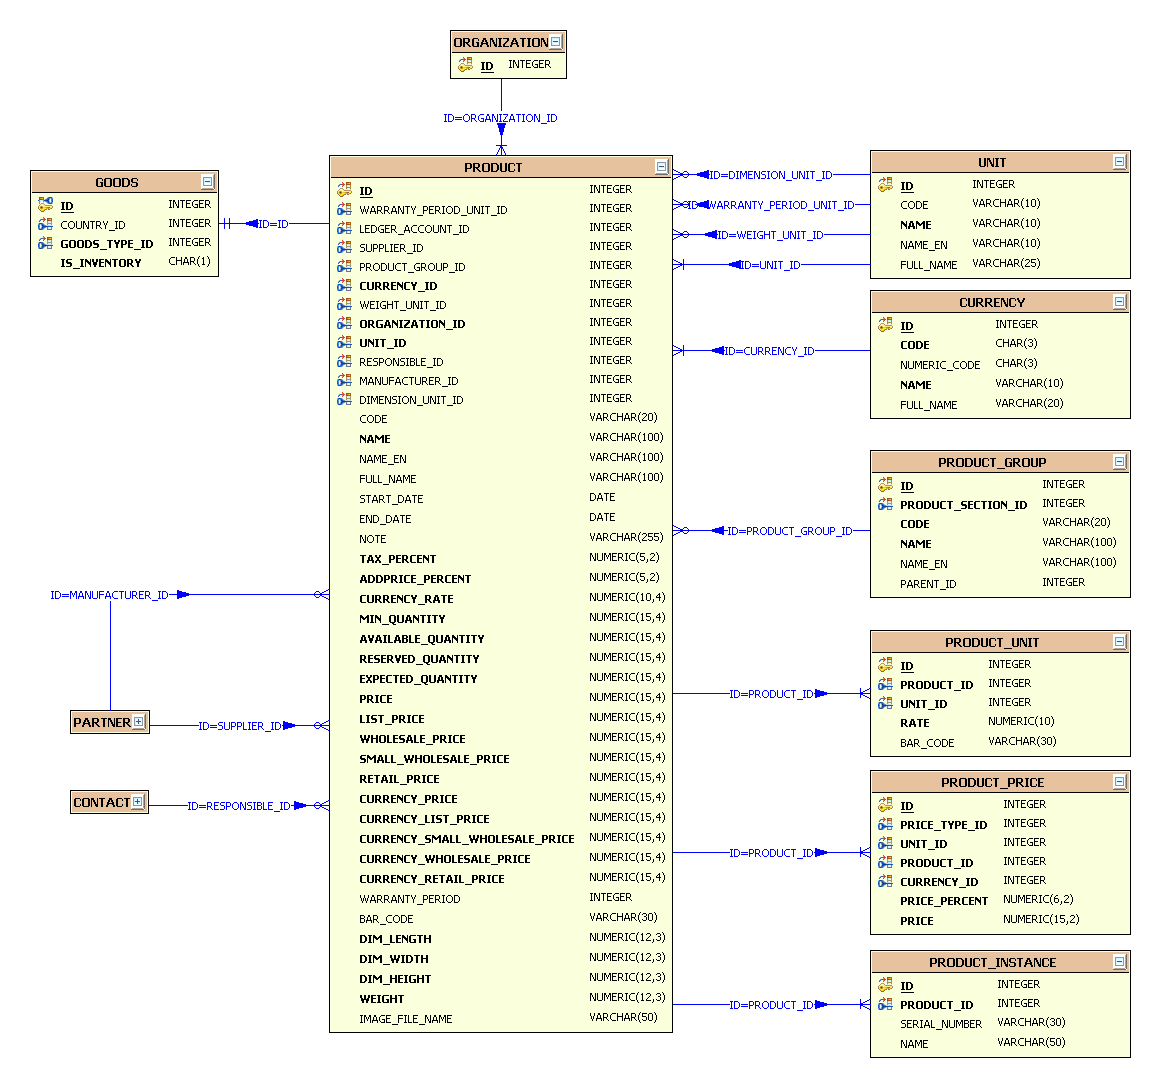 ORGANIZATION
ID INTEGER
ID=ORGANIZATION_ID
GOODS
ID INTEGER
COUNTRY_ID INTEGER
GOODS_TYPE_ID INTEGER
IS_INVENTORY CHAR(1)
ID=ID
PRODUCT
ID INTEGER
WARRANTY_PERIOD_UNIT_ID INTEGER
LEDGER_ACCOUNT_ID INTEGER
SUPPLIER_ID INTEGER
PRODUCT_GROUP_ID INTEGER
CURRENCY_ID INTEGER
WEIGHT_UNIT_ID INTEGER
ORGANIZATION_ID INTEGER
UNIT_ID INTEGER
RESPONSIBLE_ID INTEGER
MANUFACTURER_ID INTEGER
DIMENSION_UNIT_ID INTEGER
CODE VARCHAR(20)
NAME VARCHAR(100)
NAME_EN VARCHAR(100)
FULL_NAME VARCHAR(100)
START_DATE DATE
END_DATE DATE
NOTE VARCHAR(255)
TAX_PERCENT NUMERIC(5,2)
ADDPRICE_PERCENT NUMERIC(5,2)
CURRENCY_RATE NUMERIC(10,4)
MIN_QUANTITY NUMERIC(15,4)
AVAILABLE_QUANTITY NUMERIC(15,4)
RESERVED_QUANTITY NUMERIC(15,4)
EXPECTED_QUANTITY NUMERIC(15,4)
PRICE NUMERIC(15,4)
LIST_PRICE NUMERIC(15,4)
WHOLESALE_PRICE NUMERIC(15,4)
SMALL_WHOLESALE_PRICE NUMERIC(15,4)
RETAIL_PRICE NUMERIC(15,4)
CURRENCY_PRICE NUMERIC(15,4)
CURRENCY_LIST_PRICE NUMERIC(15,4)
CURRENCY_SMALL_WHOLESALE_PRICE NUMERIC(15,4)
CURRENCY_WHOLESALE_PRICE NUMERIC(15,4)
CURRENCY_RETAIL_PRICE NUMERIC(15,4)
WARRANTY_PERIOD INTEGER
BAR_CODE VARCHAR(30)
DIM_LENGTH NUMERIC(12,3)
DIM_WIDTH NUMERIC(12,3)
DIM_HEIGHT NUMERIC(12,3)
WEIGHT NUMERIC(12,3)
IMAGE_FILE_NAME VARCHAR(50)
ID=MANUFACTURER_ID
PARTNER
ID=SUPPLIER_ID
CONTACT
ID=RESPONSIBLE_ID
ID=DIMENSION_UNIT_ID
ID=WARRANTY_PERIOD_UNIT_ID
ID=WEIGHT_UNIT_ID
ID=UNIT_ID
UNIT
ID INTEGER
CODE VARCHAR(10)
NAME VARCHAR(10)
NAME_EN VARCHAR(10)
FULL_NAME VARCHAR(25)
ID=CURRENCY_ID
CURRENCY
ID INTEGER
CODE CHAR(3)
NUMERIC_CODE CHAR(3)
NAME VARCHAR(10)
FULL_NAME VARCHAR(20)
ID=PRODUCT_GROUP_ID
PRODUCT_GROUP
ID INTEGER
PRODUCT_SECTION_ID INTEGER
CODE VARCHAR(20)
NAME VARCHAR(100)
NAME_EN VARCHAR(100)
PARENT_ID INTEGER
ID=PRODUCT_ID
PRODUCT_UNIT
ID INTEGER
PRODUCT_ID INTEGER
UNIT_ID INTEGER
RATE NUMERIC(10)
BAR_CODE VARCHAR(30)
ID=PRODUCT_ID
PRODUCT_PRICE
ID INTEGER
PRICE_TYPE_ID INTEGER
UNIT_ID INTEGER
PRODUCT_ID INTEGER
CURRENCY_ID INTEGER
PRICE_PERCENT NUMERIC(6,2)
PRICE NUMERIC(15,2)
ID=PRODUCT_ID
PRODUCT_INSTANCE
ID INTEGER
PRODUCT_ID INTEGER
SERIAL_NUMBER VARCHAR(30)
NAME VARCHAR(50)